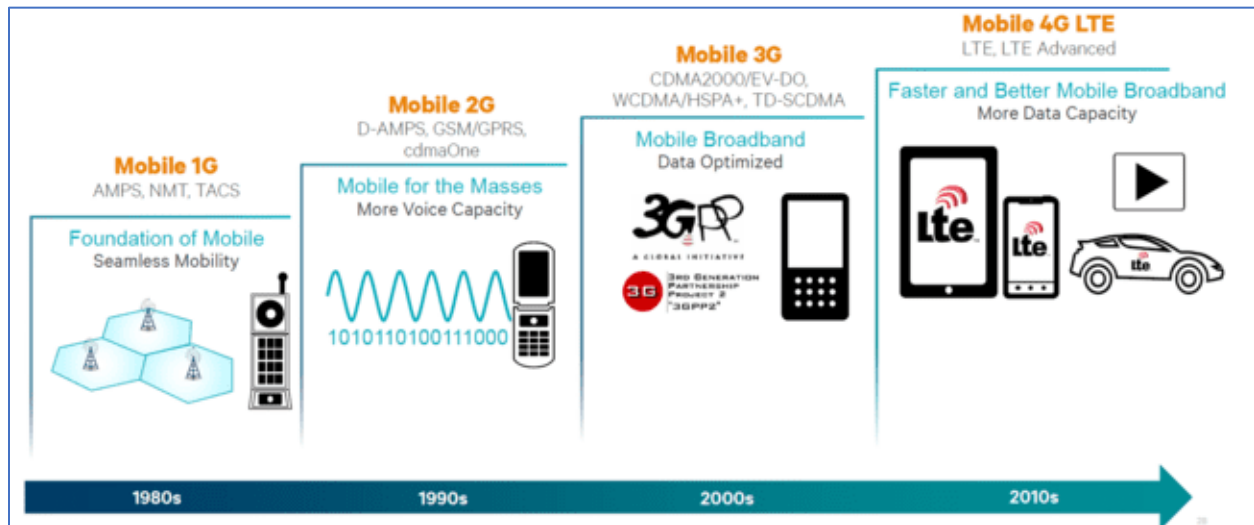 Mobile 1G
AMPS, NMT, TACS
Foundation of Mobile
Seamless Mobility
Mobile 2G
D-AMPS, GSM/GPRS,
cdmaOne
Mobile for the Masses
More Voice Capacity
1010110100111000
Mobile 3G
CDMA2000/EV-DO,
WCDMA/HSPA+, TD-SCDMA
Mobile Broadband
Data Optimized
3GPP™
A GLOBAL INITIATIVE
3G
3RD GENERATION
PARTNERSHIP
PROJECT 2
"3GPP2"
Mobile 4G LTE
LTE, LTE Advanced
Faster and Better Mobile Broadband
More Data Capacity
Lte
Lte
Lte
1980s
1990s
2000s
2010s